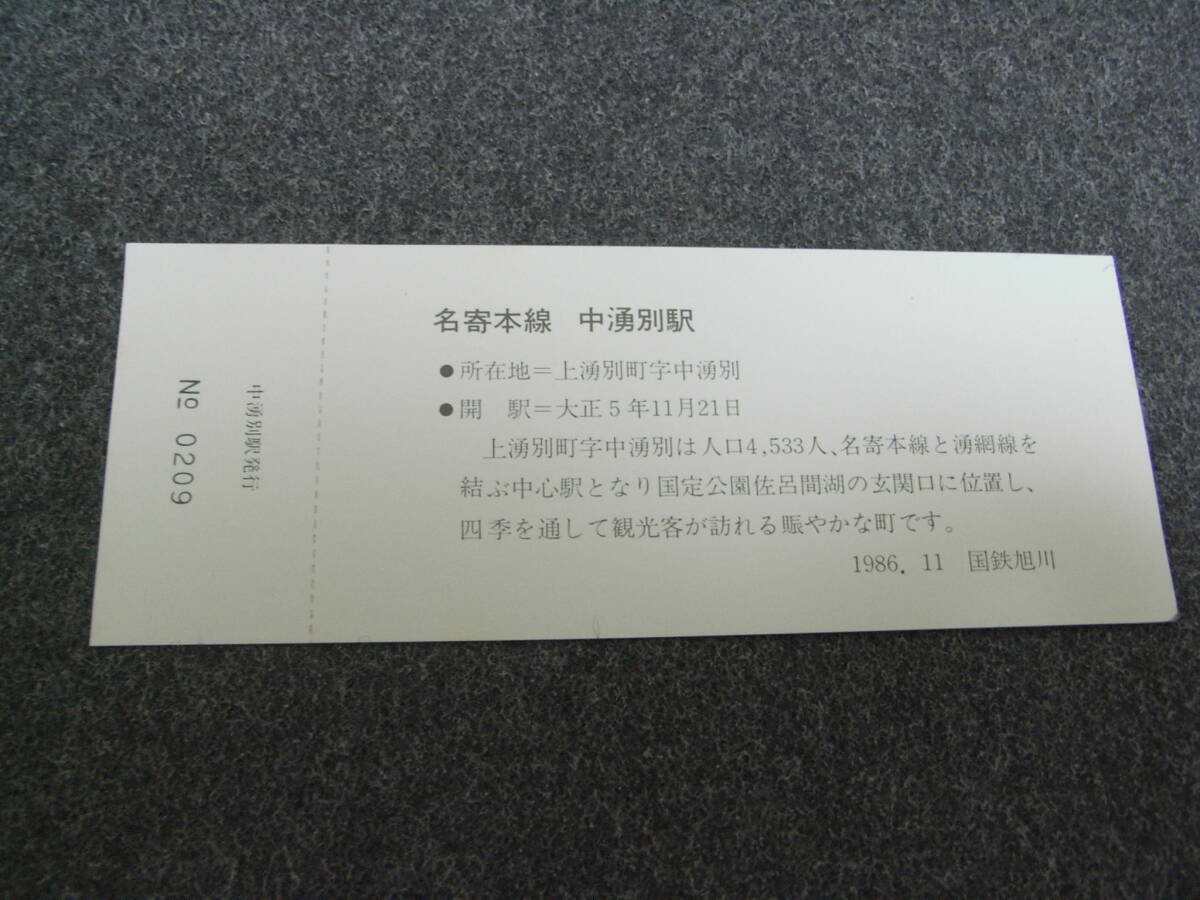 名寄本線　中湧別駅
●所在地＝上湧別町字中湧別
●開　駅＝大正5年11月21日
上湧別町字中湧別は人口4,533人、名寄本線と湧網線を
結ぶ中心駅となり国定公園佐呂間湖の玄関口に位置し、
四季を通して観光客が訪れる賑やかな町です。
1986.11　国鉄旭川
中湧別駅発行
№ 0209